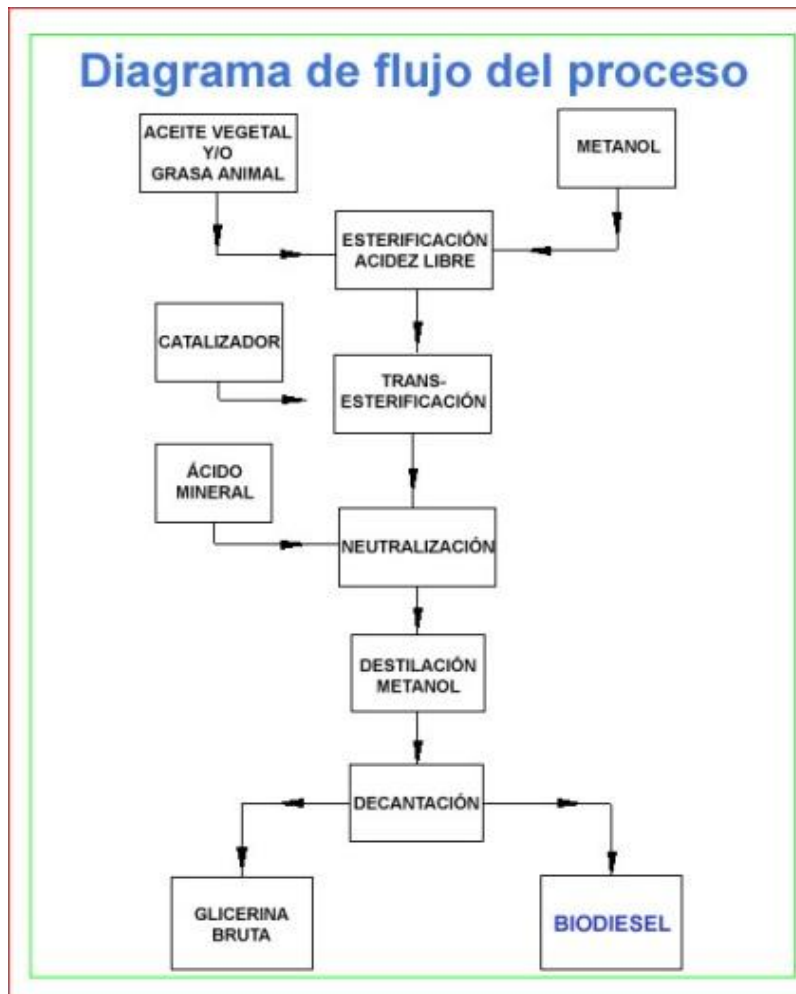 Diagrama de flujo del proceso
ACEITE VEGETAL
Y/O
GRASA ANIMAL
METANOL
ESTERIFICACIÓN
ACIDEZ LIBRE
CATALIZADOR
TRANS-
ESTERIFICACIÓN
ÁCIDO
MINERAL
NEUTRALIZACIÓN
DESTILACIÓN
METANOL
DECANTACIÓN
GLICERINA
BRUTA
BIODIESEL